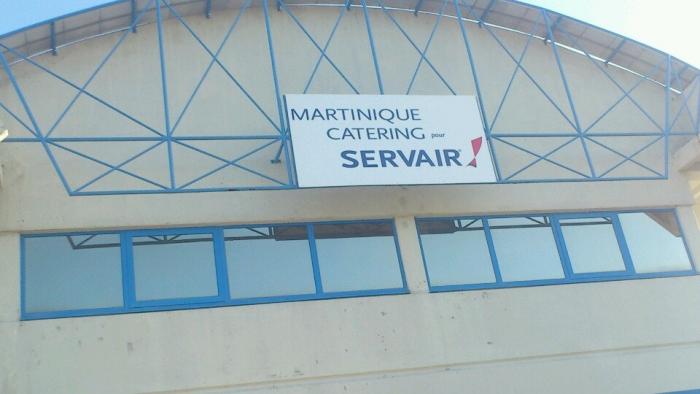 MARTINIQUE
CATERING pour
SERVAIR